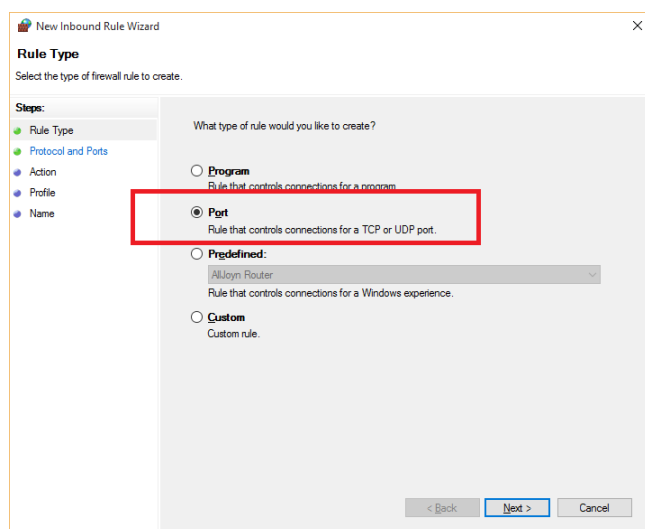 New Inbound Rule Wizard
Rule Type
Select the type of firewall rule to create.
Steps:
Rule Type
Protocol and Ports
Action
Profile
Name
What type of rule would you like to create?
Program
Rule that controls connections for a program.
Port
Rule that controls connections for a TCP or UDP port.
Predefined:
AllJoyn Router
Rule that controls connections for a Windows experience.
Custom
Custom rule.
< Back
Next >
Cancel